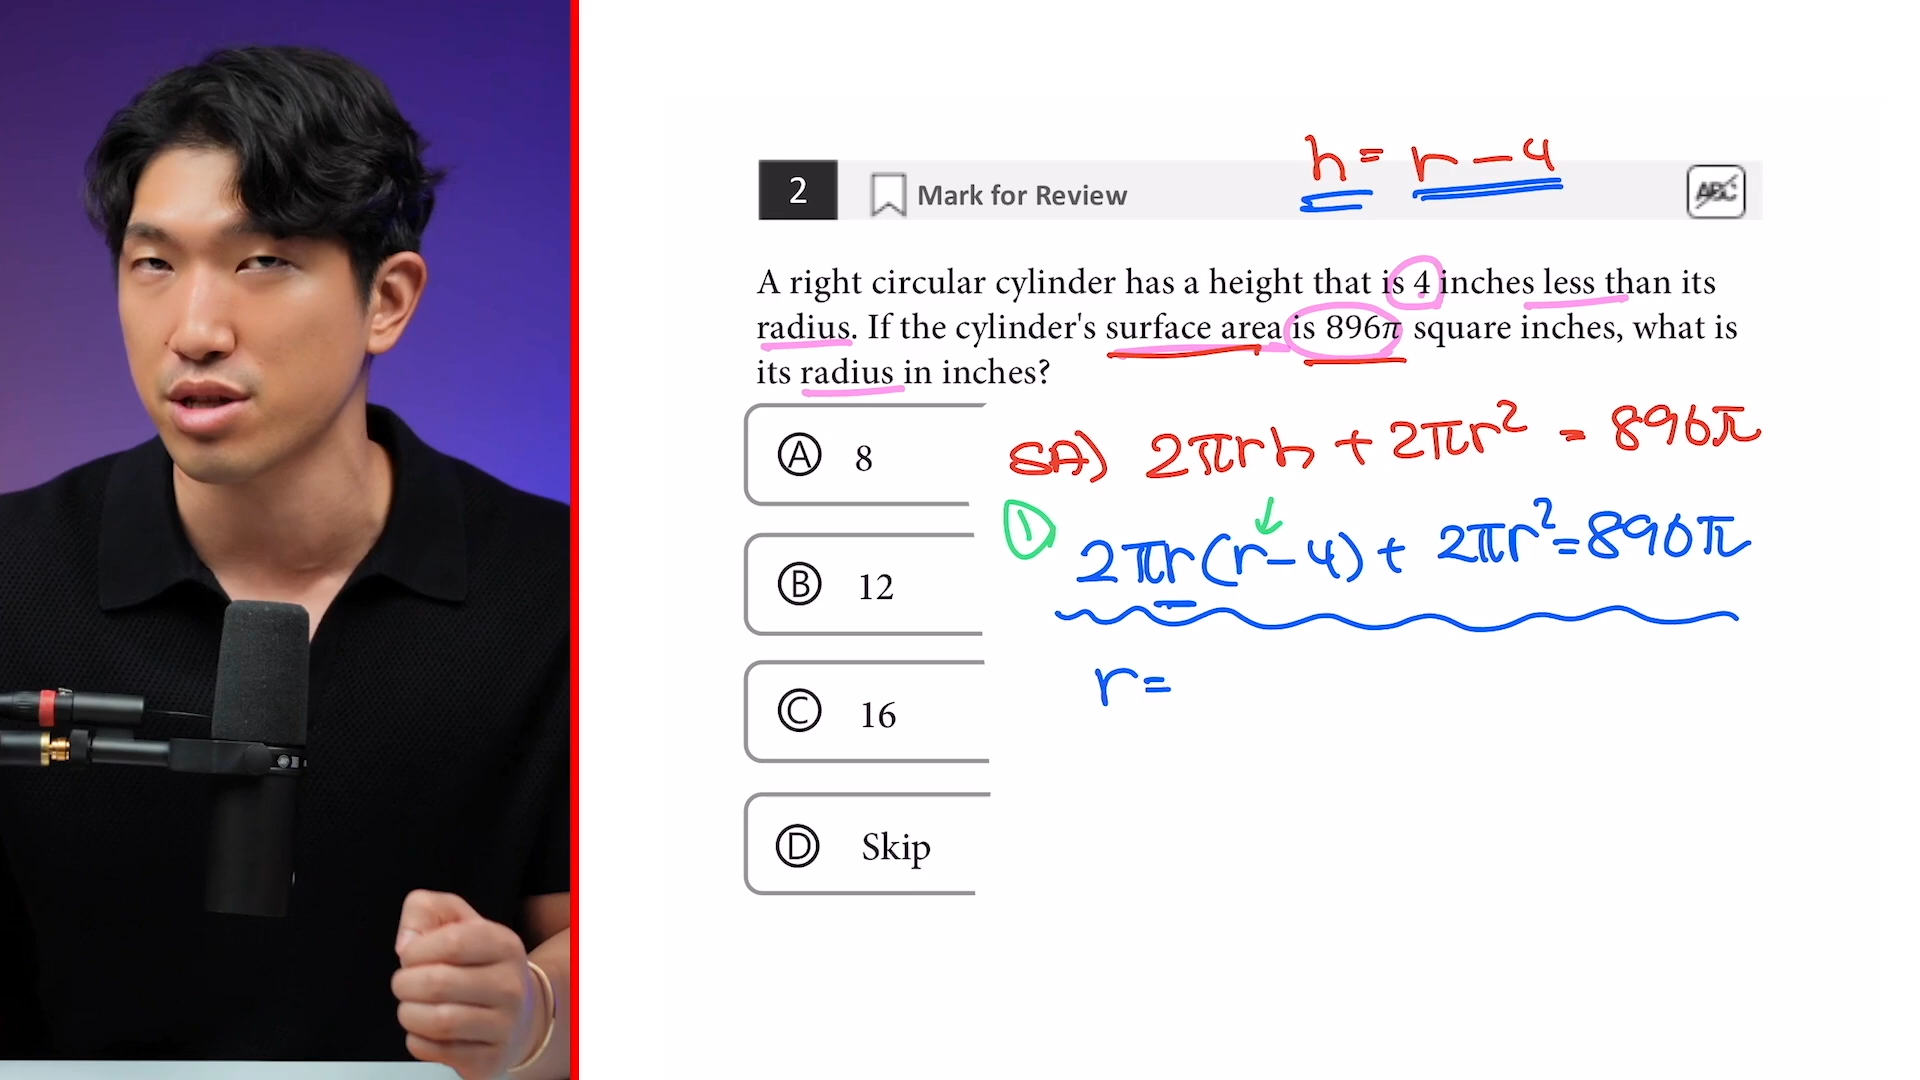 h = r - 4
2 Mark for Review ABC
A right circular cylinder has a height that is 4 inches less than its
radius. If the cylinder's surface area is 896π square inches, what is
its radius in inches?
A 8
SA) 2πrh + 2πr² = 896π
① 2πr(r-4) + 2πr² = 896π
B 12
r =
C 16
D Skip